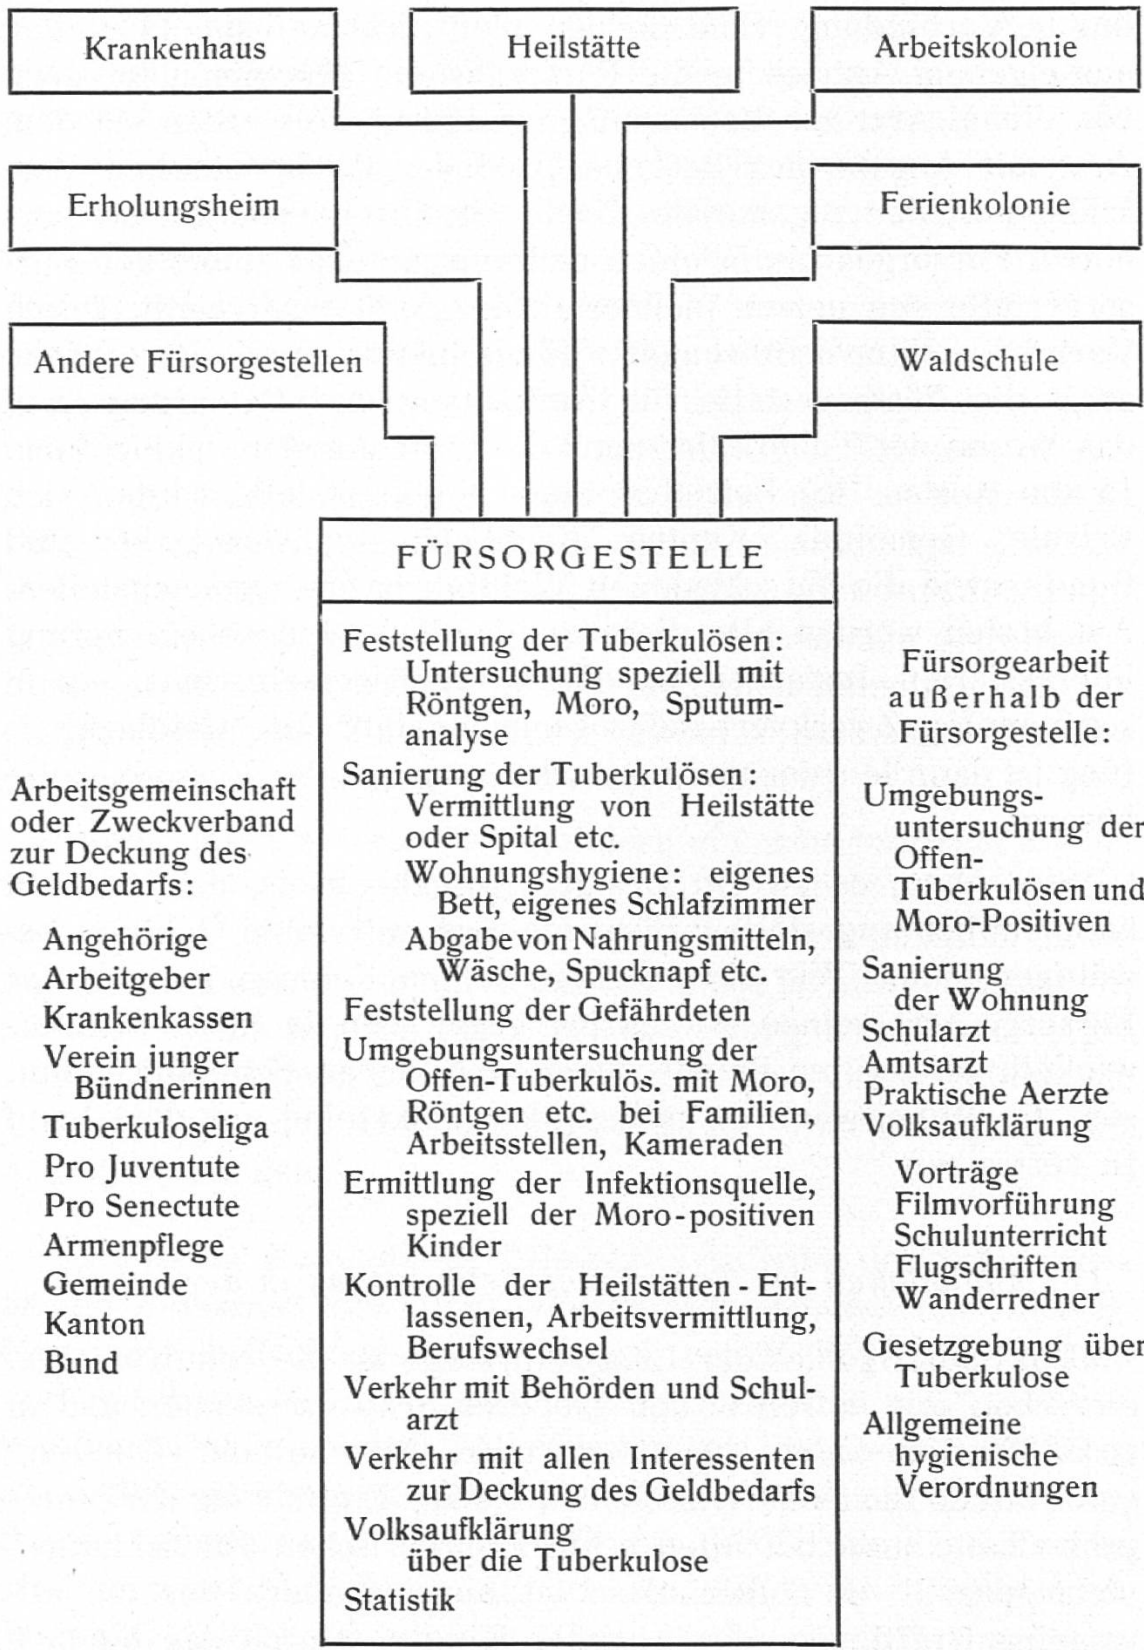 Krankenhaus
Heilstätte
Arbeitskolonie
Erholungsheim
Ferienkolonie
Andere Fürsorgestellen
Waldschule
FÜRSORGESTELLE
Arbeitsgemeinschaft
oder Zweckverband
zur Deckung des
Geldbedarfs:
Angehörige
Arbeitgeber
Krankenkassen
Verein junger
Bündnerinnen
Tuberkuloseliga
Pro Juventute
Pro Senectute
Armenpflege
Gemeinde
Kanton
Bund
Feststellung der Tuberkulösen:
Untersuchung speziell mit
Röntgen, Moro, Sputum-
analyse
Sanierung der Tuberkulösen:
Vermittlung von Heilstätte
oder Spital etc.
Wohnungshygiene: eigenes
Bett, eigenes Schlafzimmer
Abgabe von Nahrungsmitteln,
Wäsche, Spucknapf etc.
Feststellung der Gefährdeten
Umgebungsuntersuchung der
Offen-Tuberkulös. mit Moro,
Röntgen etc. bei Familien,
Arbeitsstellen, Kameraden
Ermittlung der Infektionsquelle,
speziell der Moro-positiven
Kinder
Kontrolle der Heilstätten - Ent-
lassenen, Arbeitsvermittlung,
Berufswechsel
Verkehr mit Behörden und Schul-
arzt
Verkehr mit allen Interessenten
zur Deckung des Geldbedarfs
Volksaufklärung
über die Tuberkulose
Statistik
Fürsorgearbeit
außerhalb der
Fürsorgestelle:
Umgebungs-
untersuchung der
Offen-
Tuberkulösen und
Moro-Positiven
Sanierung
der Wohnung
Schularzt
Amtsarzt
Praktische Aerzte
Volksaufklärung
Vorträge
Filmvorführung
Schulunterricht
Flugschriften
Wanderredner
Gesetzgebung über
Tuberkulose
Allgemeine
hygienische
Verordnungen